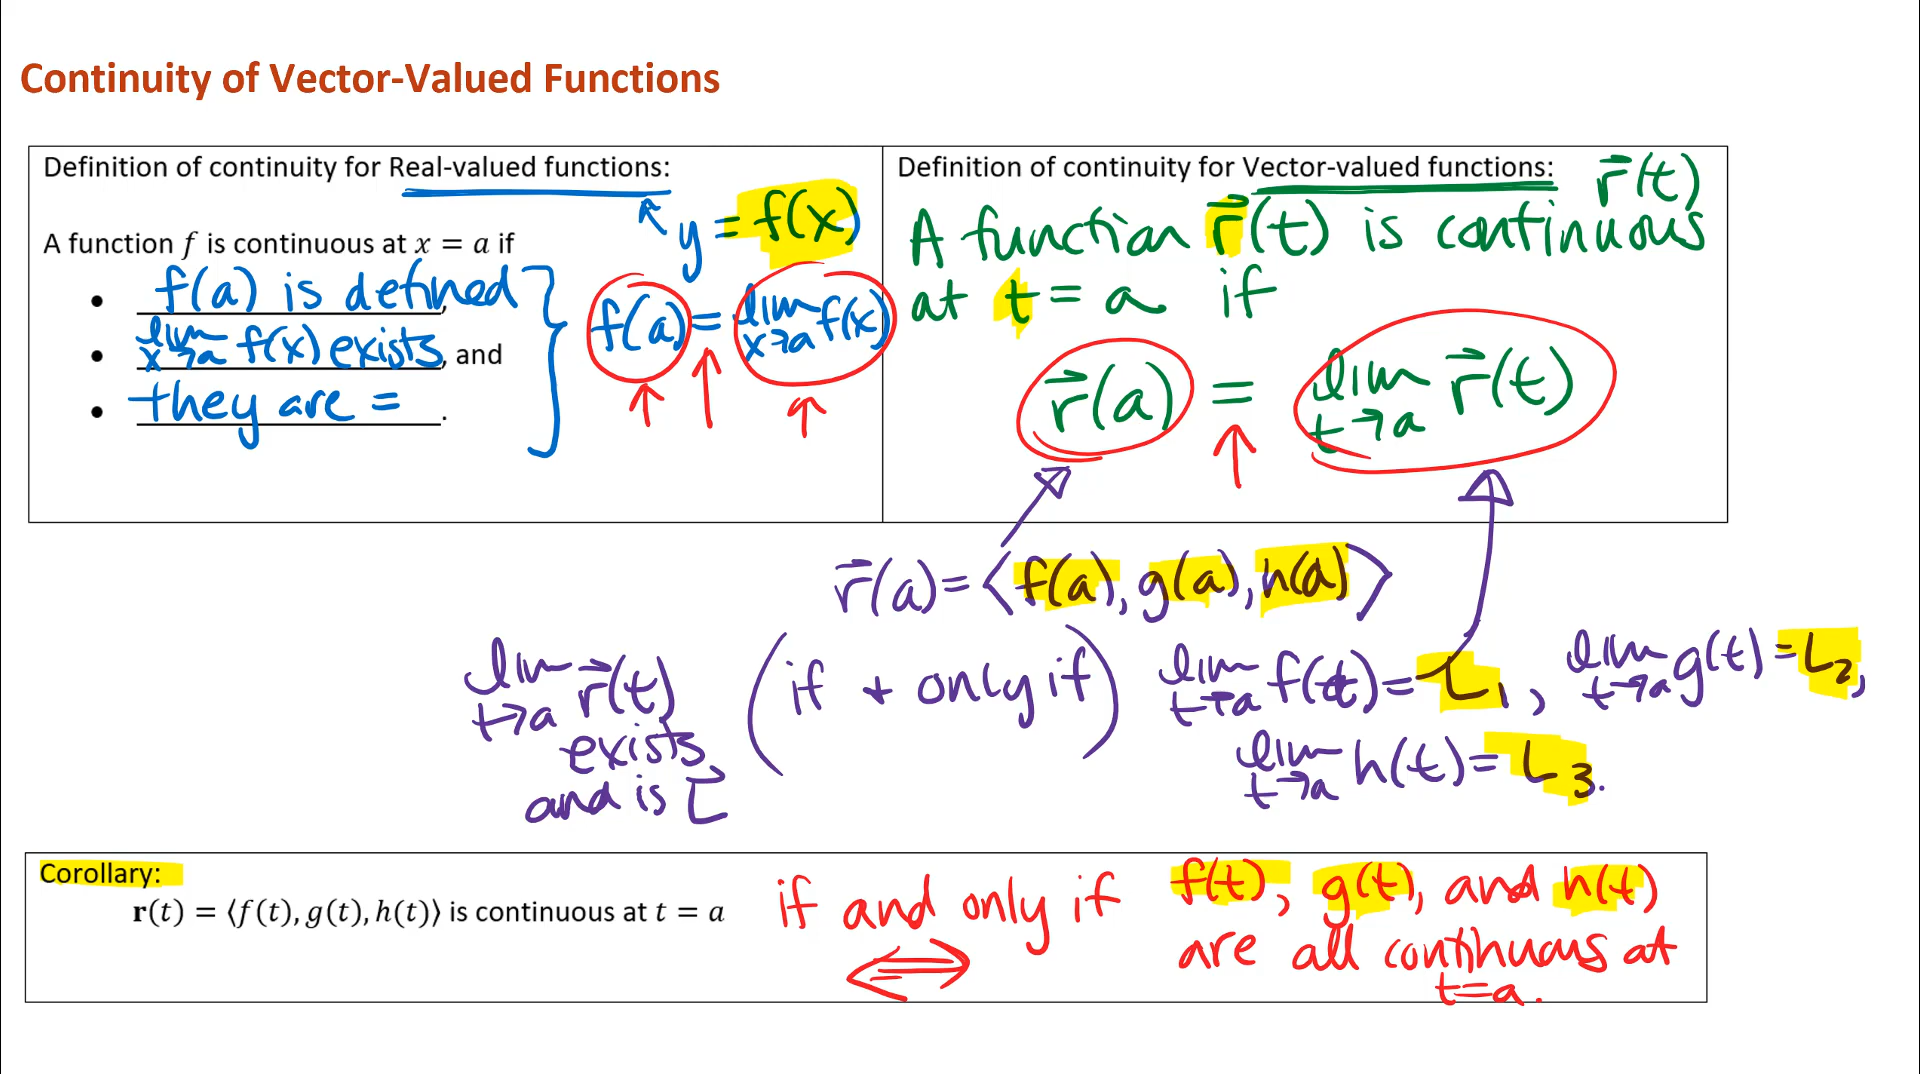 Continuity of Vector-Valued Functions
Definition of continuity for Real-valued functions:
y = f(x)
A function f is continuous at x = a if
• f(a) is defined,
• lim x→a f(x) exists, and
• they are = .
f(a) = lim x→a f(x)
Definition of continuity for Vector-valued functions: r⃗(t)
A function r⃗(t) is continuous
at t = a if
r⃗(a) = lim t→a r⃗(t)
r⃗(a) = ⟨f(a), g(a), h(a)⟩
lim t→a r⃗(t) (if + only if) lim t→a f(t) = L₁, lim t→a g(t) = L₂,
exists lim t→a h(t) = L₃.
and is L⃗
Corollary:
r(t) = ⟨f(t), g(t), h(t)⟩ is continuous at t = a if and only if f(t), g(t), and h(t)
⟺ are all continuous at
t=a.